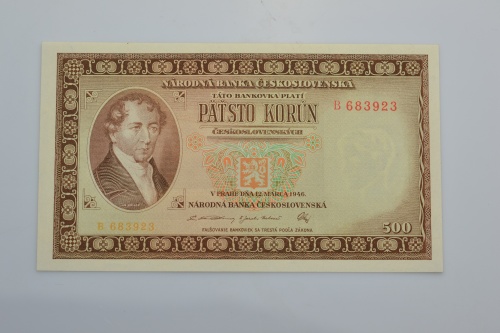 NÁRODNÁ BANKA ČESKOSLOVENSKÁ
TÁTO BANKOVKA PLATÍ
PÄŤSTO KORÚN
B 683923
ČESKOSLOVENSKÝCH
V PRAHE DŇA 12. MARCA 1946.
NÁRODNÁ BANKA ČESKOSLOVENSKÁ
B 683923
500
FALŠOVANIE BANKOVIEK SA TRESTÁ PODĽA ZÁKONA.